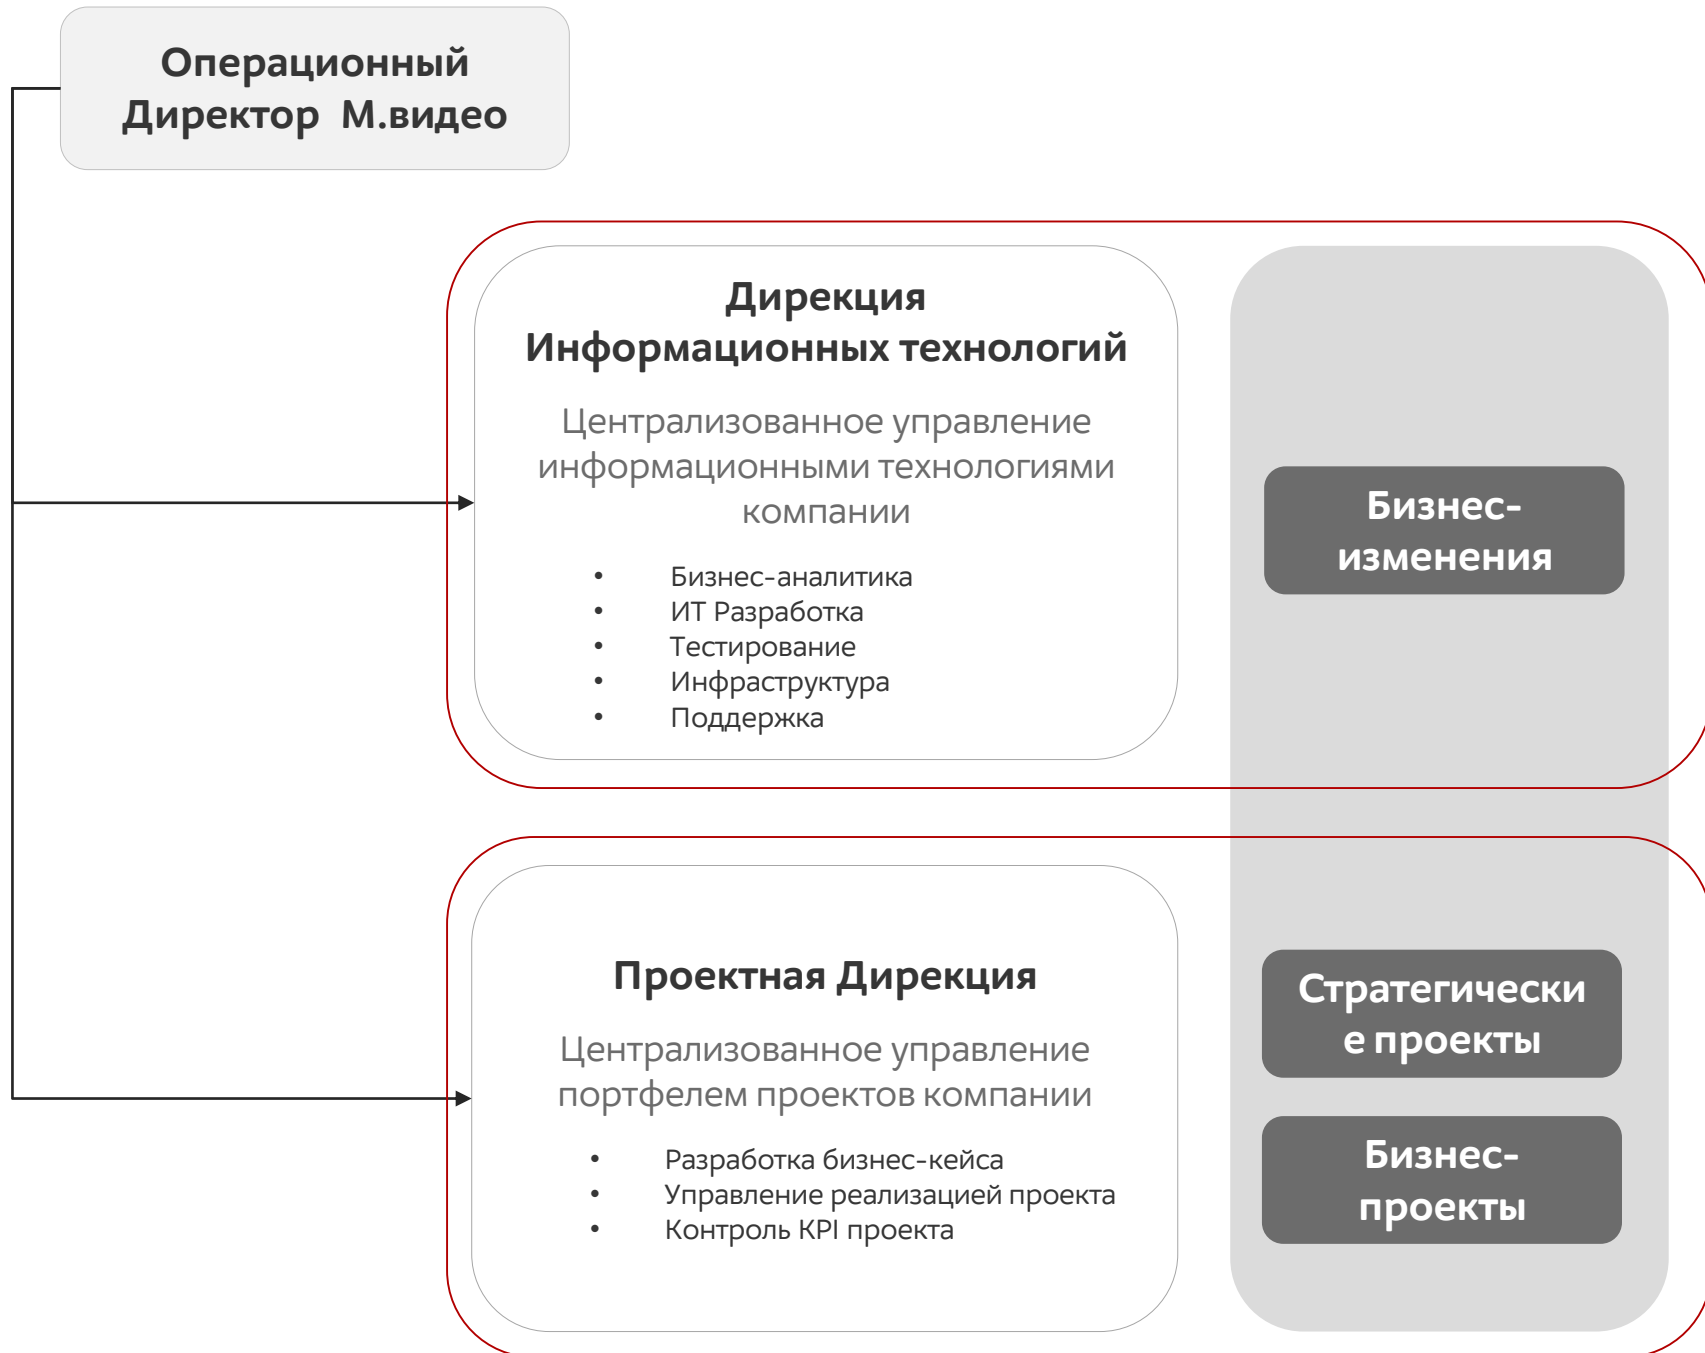 Операционный
Директор М.видео
Дирекция
Информационных технологий
Централизованное управление
информационными технологиями
компании
• Бизнес-аналитика
• ИТ Разработка
• Тестирование
• Инфраструктура
• Поддержка
Бизнес-
изменения
Проектная Дирекция
Централизованное управление
портфелем проектов компании
• Разработка бизнес-кейса
• Управление реализацией проекта
• Контроль KPI проекта
Стратегически
е проекты
Бизнес-
проекты